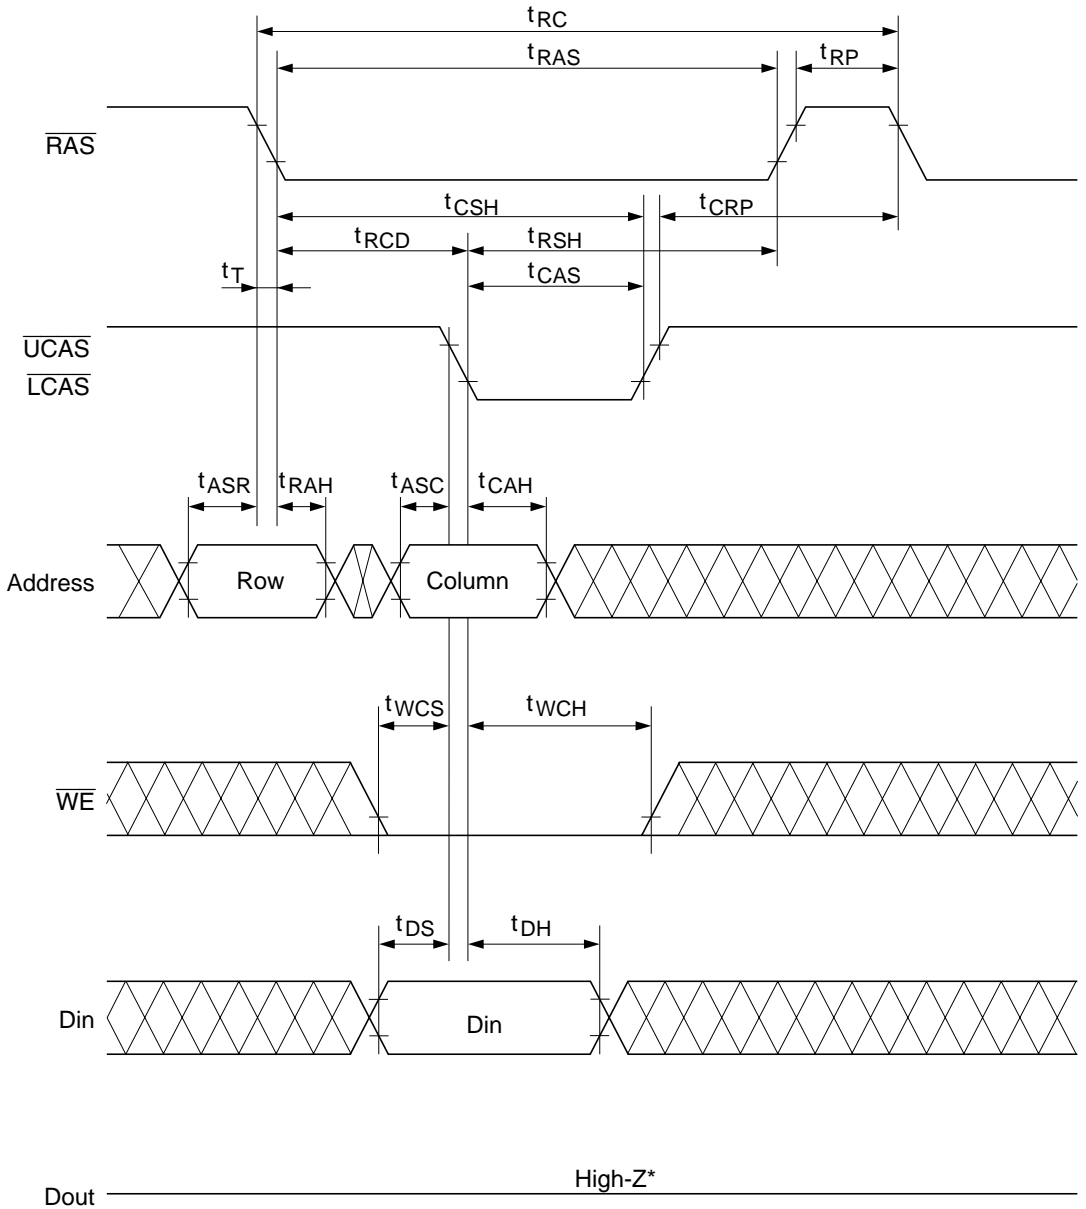 tRC
tRAS
tRP
RAS
tCSH
tCRP
tRCD
tRSH
tT
tCAS
UCAS
LCAS
tASR
tRAH
tASC
tCAH
Address
Row
Column
tWCS
tWCH
WE
tDS
tDH
Din
Din
High-Z*
Dout